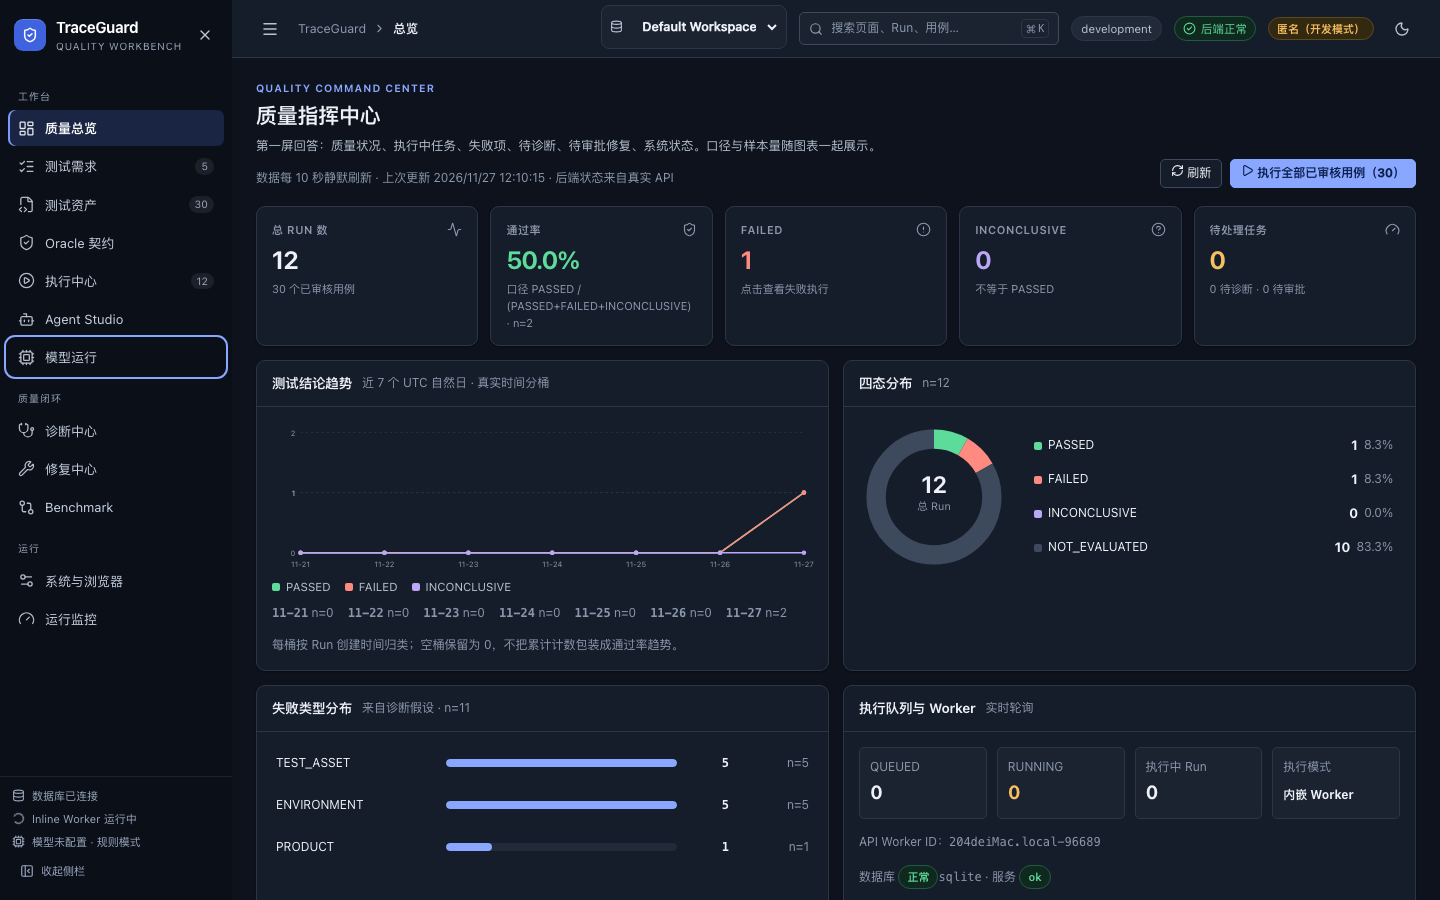 TraceGuard
QUALITY WORKBENCH
工作台
质量总览
测试需求 5
测试资产 30
Oracle 契约
执行中心 12
Agent Studio
模型运行
质量闭环
诊断中心
修复中心
Benchmark
运行
系统与浏览器
运行监控
数据库已连接
Inline Worker 运行中
模型未配置 · 规则模式
收起侧栏
TraceGuard > 总览
Default Workspace
搜索页面、Run、用例... ⌘K
development
后端正常
匿名（开发模式）
QUALITY COMMAND CENTER
质量指挥中心
第一屏回答：质量状况、执行中任务、失败项、待诊断、待审批修复、系统状态。口径与样本量随图表一起展示。
数据每 10 秒静默刷新 · 上次更新 2026/11/27 12:10:15 · 后端状态来自真实 API
刷新
执行全部已审核用例（30）
总 RUN 数
12
30 个已审核用例
通过率
50.0%
口径 PASSED /
(PASSED+FAILED+INCONCLUSIVE)
· n=2
FAILED
1
点击查看失败执行
INCONCLUSIVE
0
不等于 PASSED
待处理任务
0
0 待诊断 · 0 待审批
测试结论趋势 近 7 个 UTC 自然日 · 真实时间分桶
2
1
0
11-21 11-22 11-23 11-24 11-25 11-26 11-27
PASSED FAILED INCONCLUSIVE
11-21 n=0 11-22 n=0 11-23 n=0 11-24 n=0 11-25 n=0 11-26 n=0 11-27 n=2
每桶按 Run 创建时间归类；空桶保留为 0，不把累计计数包装成通过率趋势。
四态分布 n=12
12
总 Run
PASSED 1 8.3%
FAILED 1 8.3%
INCONCLUSIVE 0 0.0%
NOT_EVALUATED 10 83.3%
失败类型分布 来自诊断假设 · n=11
TEST_ASSET 5 n=5
ENVIRONMENT 5 n=5
PRODUCT 1 n=1
执行队列与 Worker 实时轮询
QUEUED
0
RUNNING
0
执行中 Run
0
执行模式
内嵌 Worker
API Worker ID：204deiMac.local-96689
数据库 正常 sqlite · 服务 ok